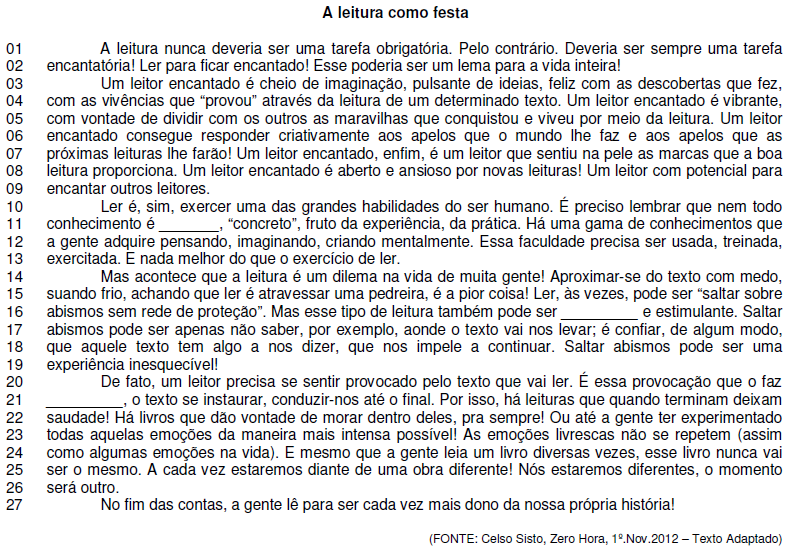 A leitura como festa
01 A leitura nunca deveria ser uma tarefa obrigatória. Pelo contrário. Deveria ser sempre uma tarefa
02 encantatória! Ler para ficar encantado! Esse poderia ser um lema para a vida inteira!
03 Um leitor encantado é cheio de imaginação, pulsante de ideias, feliz com as descobertas que fez,
04 com as vivências que “provou” através da leitura de um determinado texto. Um leitor encantado é vibrante,
05 com vontade de dividir com os outros as maravilhas que conquistou e viveu por meio da leitura. Um leitor
06 encantado consegue responder criativamente aos apelos que o mundo lhe faz e aos apelos que as
07 próximas leituras lhe farão! Um leitor encantado, enfim, é um leitor que sentiu na pele as marcas que a boa
08 leitura proporciona. Um leitor encantado é aberto e ansioso por novas leituras! Um leitor com potencial para
09 encantar outros leitores.
10 Ler é, sim, exercer uma das grandes habilidades do ser humano. É preciso lembrar que nem todo
11 conhecimento é _______, “concreto”, fruto da experiência, da prática. Há uma gama de conhecimentos que
12 a gente adquire pensando, imaginando, criando mentalmente. Essa faculdade precisa ser usada, treinada,
13 exercitada. E nada melhor do que o exercício de ler.
14 Mas acontece que a leitura é um dilema na vida de muita gente! Aproximar-se do texto com medo,
15 suando frio, achando que ler é atravessar uma pedreira, é a pior coisa! Ler, às vezes, pode ser “saltar sobre
16 abismos sem rede de proteção”. Mas esse tipo de leitura também pode ser _________ e estimulante. Saltar
17 abismos pode ser apenas não saber, por exemplo, aonde o texto vai nos levar; é confiar, de algum modo,
18 que aquele texto tem algo a nos dizer, que nos impele a continuar. Saltar abismos pode ser uma
19 experiência inesquecível!
20 De fato, um leitor precisa se sentir provocado pelo texto que vai ler. É essa provocação que o faz
21 _________, o texto se instaurar, conduzir-nos até o final. Por isso, há leituras que quando terminam deixam
22 saudade! Há livros que dão vontade de morar dentro deles, pra sempre! Ou até a gente ter experimentado
23 todas aquelas emoções da maneira mais intensa possível! As emoções livrescas não se repetem (assim
24 como algumas emoções na vida). E mesmo que a gente leia um livro diversas vezes, esse livro nunca vai
25 ser o mesmo. A cada vez estaremos diante de uma obra diferente! Nós estaremos diferentes, o momento
26 será outro.
27 No fim das contas, a gente lê para ser cada vez mais dono da nossa própria história!
(FONTE: Celso Sisto, Zero Hora, 1º.Nov.2012 – Texto Adaptado)